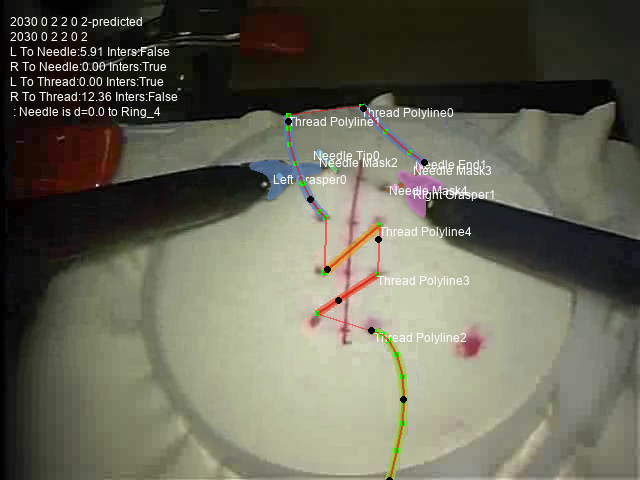 2030 0 2 2 0 2-predicted
2030 0 2 2 0 2
L To Needle:5.91 Inters:False
R To Needle:0.00 Inters:True
L To Thread:0.00 Inters:True
R To Thread:12.36 Inters:False
: Needle is d=0.0 to Ring_4
Thread Polyline0
Thread Polyline1
Needle Tip0
Needle Mask2
Needle End1
Needle Mask3
Left Grasper0
Needle Mask4
Right Grasper1
Thread Polyline4
Thread Polyline3
Thread Polyline2